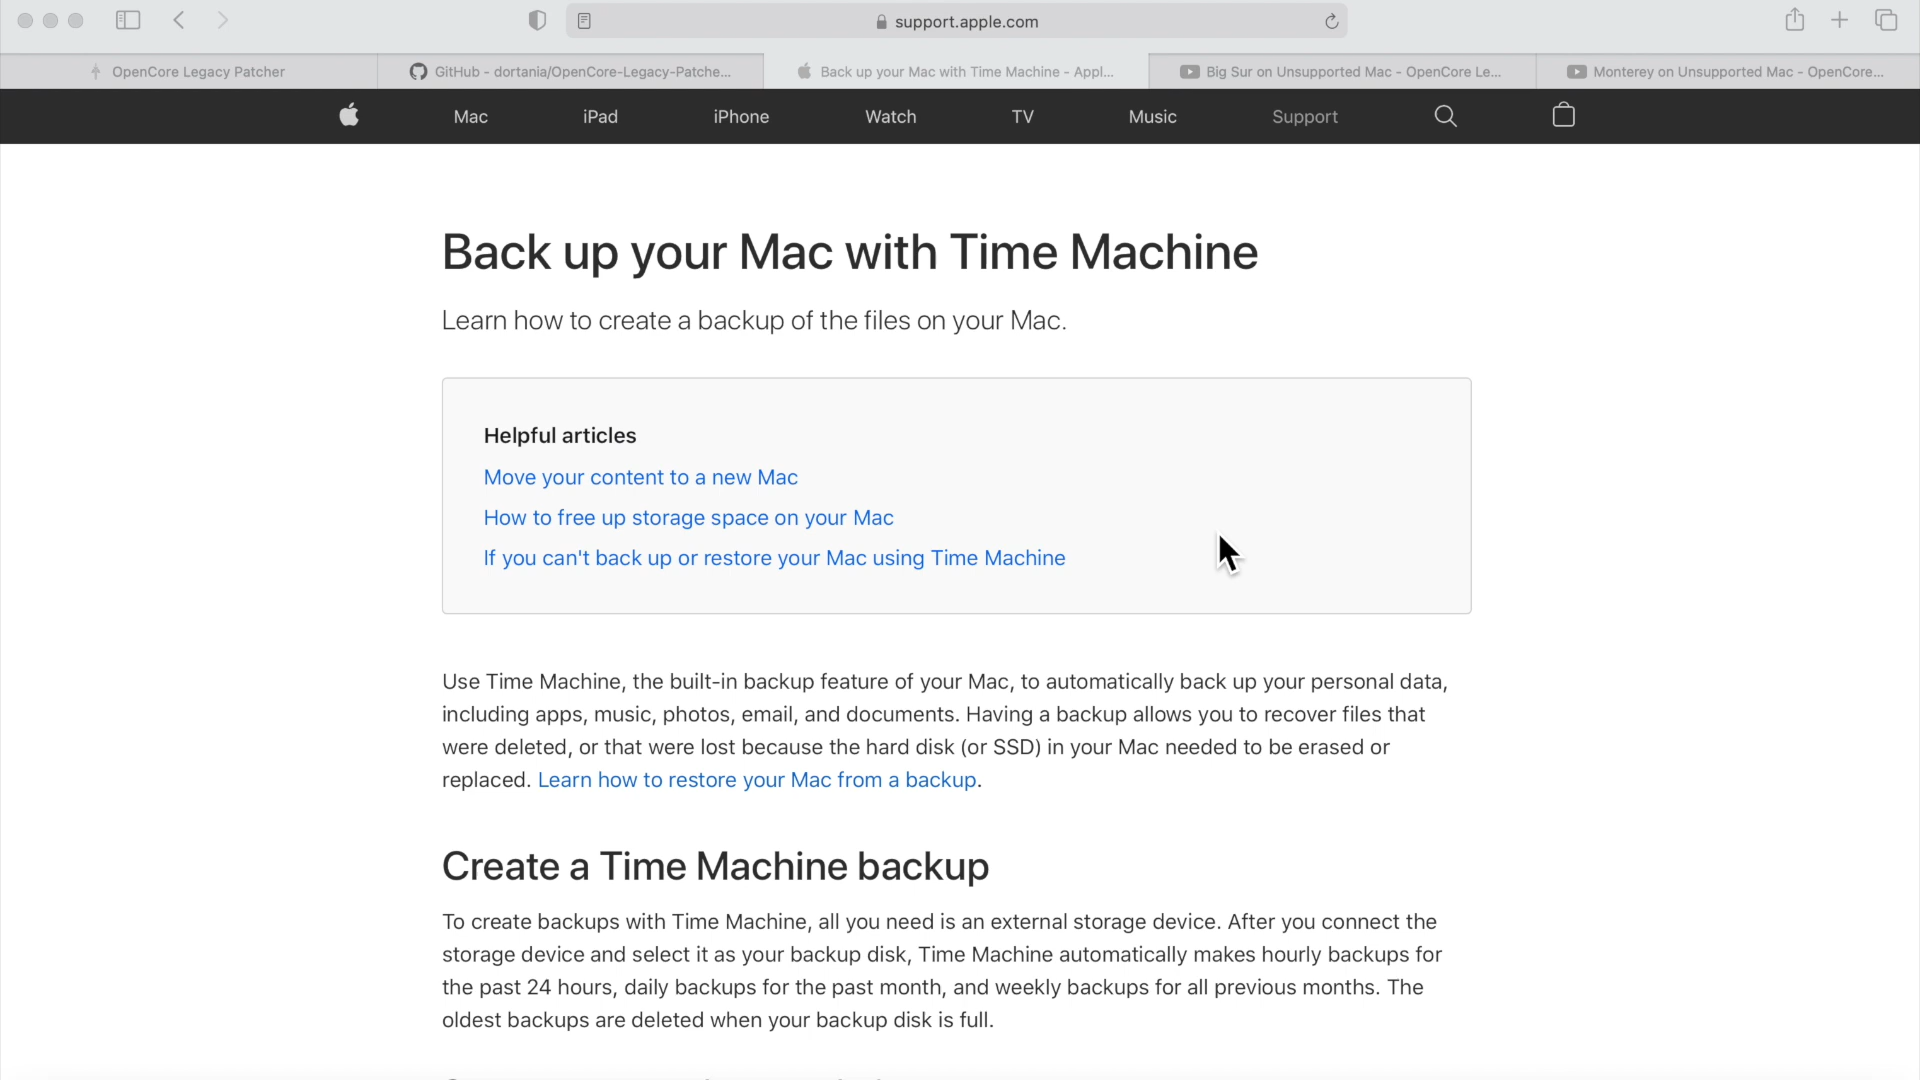 support.apple.com
OpenCore Legacy Patcher
GitHub - dortania/OpenCore-Legacy-Patche...
Back up your Mac with Time Machine - Appl...
Big Sur on Unsupported Mac - OpenCore Le...
Monterey on Unsupported Mac - OpenCore...
Mac
iPad
iPhone
Watch
TV
Music
Support
Back up your Mac with Time Machine
Learn how to create a backup of the files on your Mac.
Helpful articles
Move your content to a new Mac
How to free up storage space on your Mac
If you can't back up or restore your Mac using Time Machine
Use Time Machine, the built-in backup feature of your Mac, to automatically back up your personal data,
including apps, music, photos, email, and documents. Having a backup allows you to recover files that
were deleted, or that were lost because the hard disk (or SSD) in your Mac needed to be erased or
replaced. Learn how to restore your Mac from a backup.
Create a Time Machine backup
To create backups with Time Machine, all you need is an external storage device. After you connect the
storage device and select it as your backup disk, Time Machine automatically makes hourly backups for
the past 24 hours, daily backups for the past month, and weekly backups for all previous months. The
oldest backups are deleted when your backup disk is full.